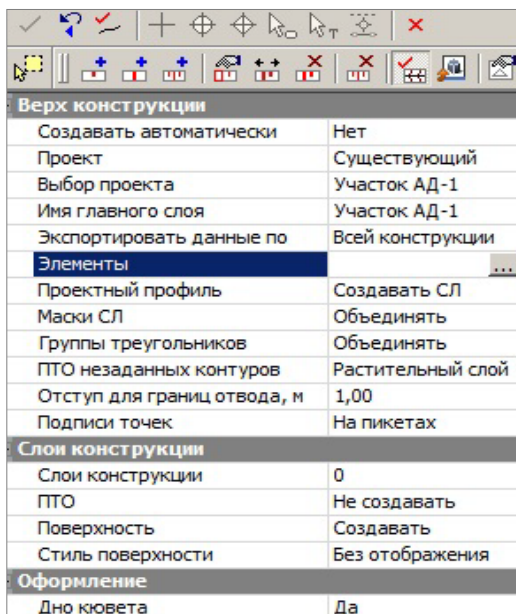 Верх конструкции
Создавать автоматически Нет
Проект Существующий
Выбор проекта Участок АД-1
Имя главного слоя Участок АД-1
Экспортировать данные по Всей конструкции
Элементы ...
Проектный профиль Создавать СЛ
Маски СЛ Объединять
Группы треугольников Объединять
ПТО незаданных контуров Растительный слой
Отступ для границ отвода, м 1,00
Подписи точек На пикетах
Слои конструкции
Слои конструкции 0
ПТО Не создавать
Поверхность Создавать
Стиль поверхности Без отображения
Оформление
Дно кювета Да